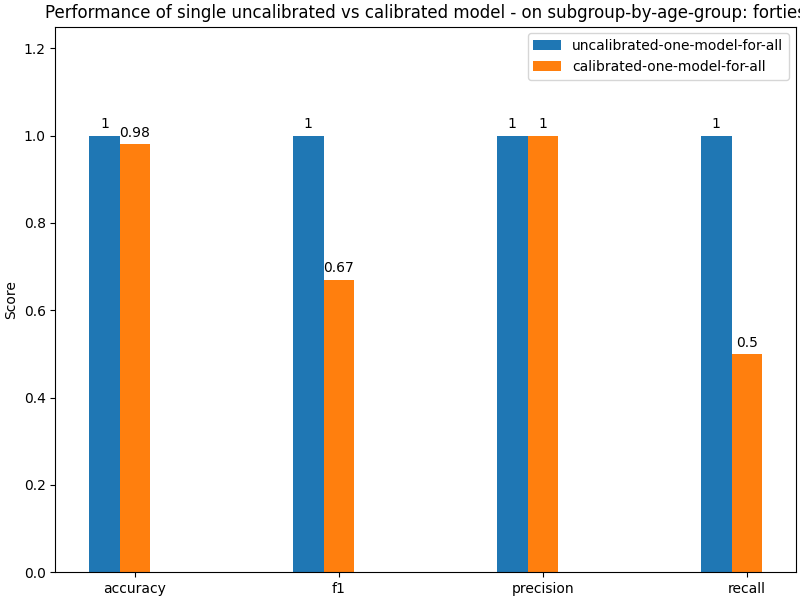 Performance of single uncalibrated vs calibrated model - on subgroup-by-age-group: forties
uncalibrated-one-model-for-all
calibrated-one-model-for-all
1.2
1.0
0.8
0.6
0.4
0.2
0.0
Score
1
0.98
1
0.67
1
1
1
0.5
accuracy
f1
precision
recall